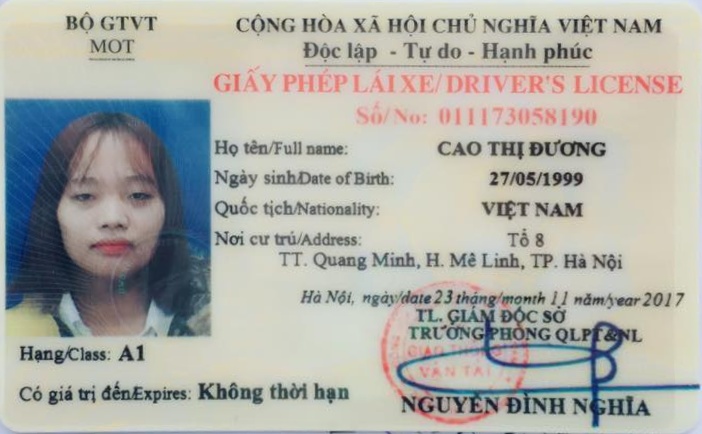 BỘ GTVT
MOT
CỘNG HÒA XÃ HỘI CHỦ NGHĨA VIỆT NAM
Độc lập - Tự do - Hạnh phúc
GIẤY PHÉP LÁI XE/DRIVER'S LICENSE
Số/No: 011173058190
Họ tên/Full name: CAO THỊ ĐƯƠNG
Ngày sinh/Date of Birth: 27/05/1999
Quốc tịch/Nationality: VIỆT NAM
Nơi cư trú/Address: Tổ 8
TT. Quang Minh, H. Mê Linh, TP. Hà Nội
Hà Nội, ngày/date 23 tháng/month 11 năm/year 2017
TL. GIÁM ĐỐC SỞ
TRƯỞNG PHÒNG QLPT&NL
GIAO THÔNG
VẬN TẢI
Hạng/Class: A1
Có giá trị đến/Expires: Không thời hạn
NGUYỄN ĐÌNH NGHĨA